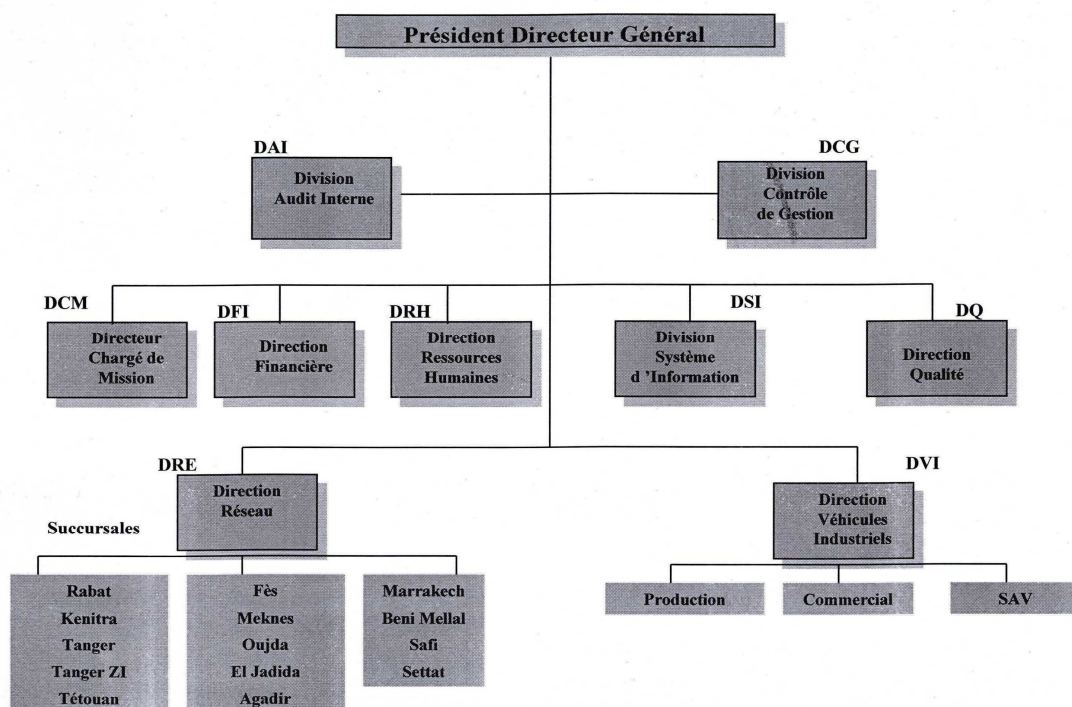 Président Directeur Général
DAI
Division
Audit Interne
DCG
Division
Contrôle
de Gestion
DCM
Directeur
Chargé de
Mission
DFI
Direction
Financière
DRH
Direction
Ressources
Humaines
DSI
Division
Système
d 'Information
DQ
Direction
Qualité
DRE
Direction
Réseau
DVI
Direction
Véhicules
Industriels
Succursales
Rabat
Kenitra
Tanger
Tanger ZI
Tétouan
Fès
Meknes
Oujda
El Jadida
Agadir
Marrakech
Beni Mellal
Safi
Settat
Production
Commercial
SAV